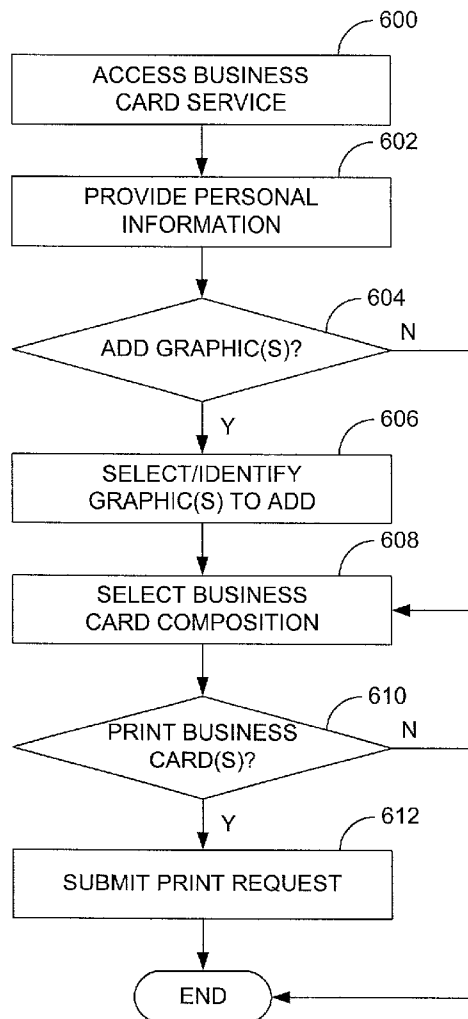 600
ACCESS BUSINESS
CARD SERVICE
602
PROVIDE PERSONAL
INFORMATION
604
ADD GRAPHIC(S)?
N
Y
606
SELECT/IDENTIFY
GRAPHIC(S) TO ADD
608
SELECT BUSINESS
CARD COMPOSITION
610
PRINT BUSINESS
CARD(S)?
N
Y
612
SUBMIT PRINT REQUEST
END